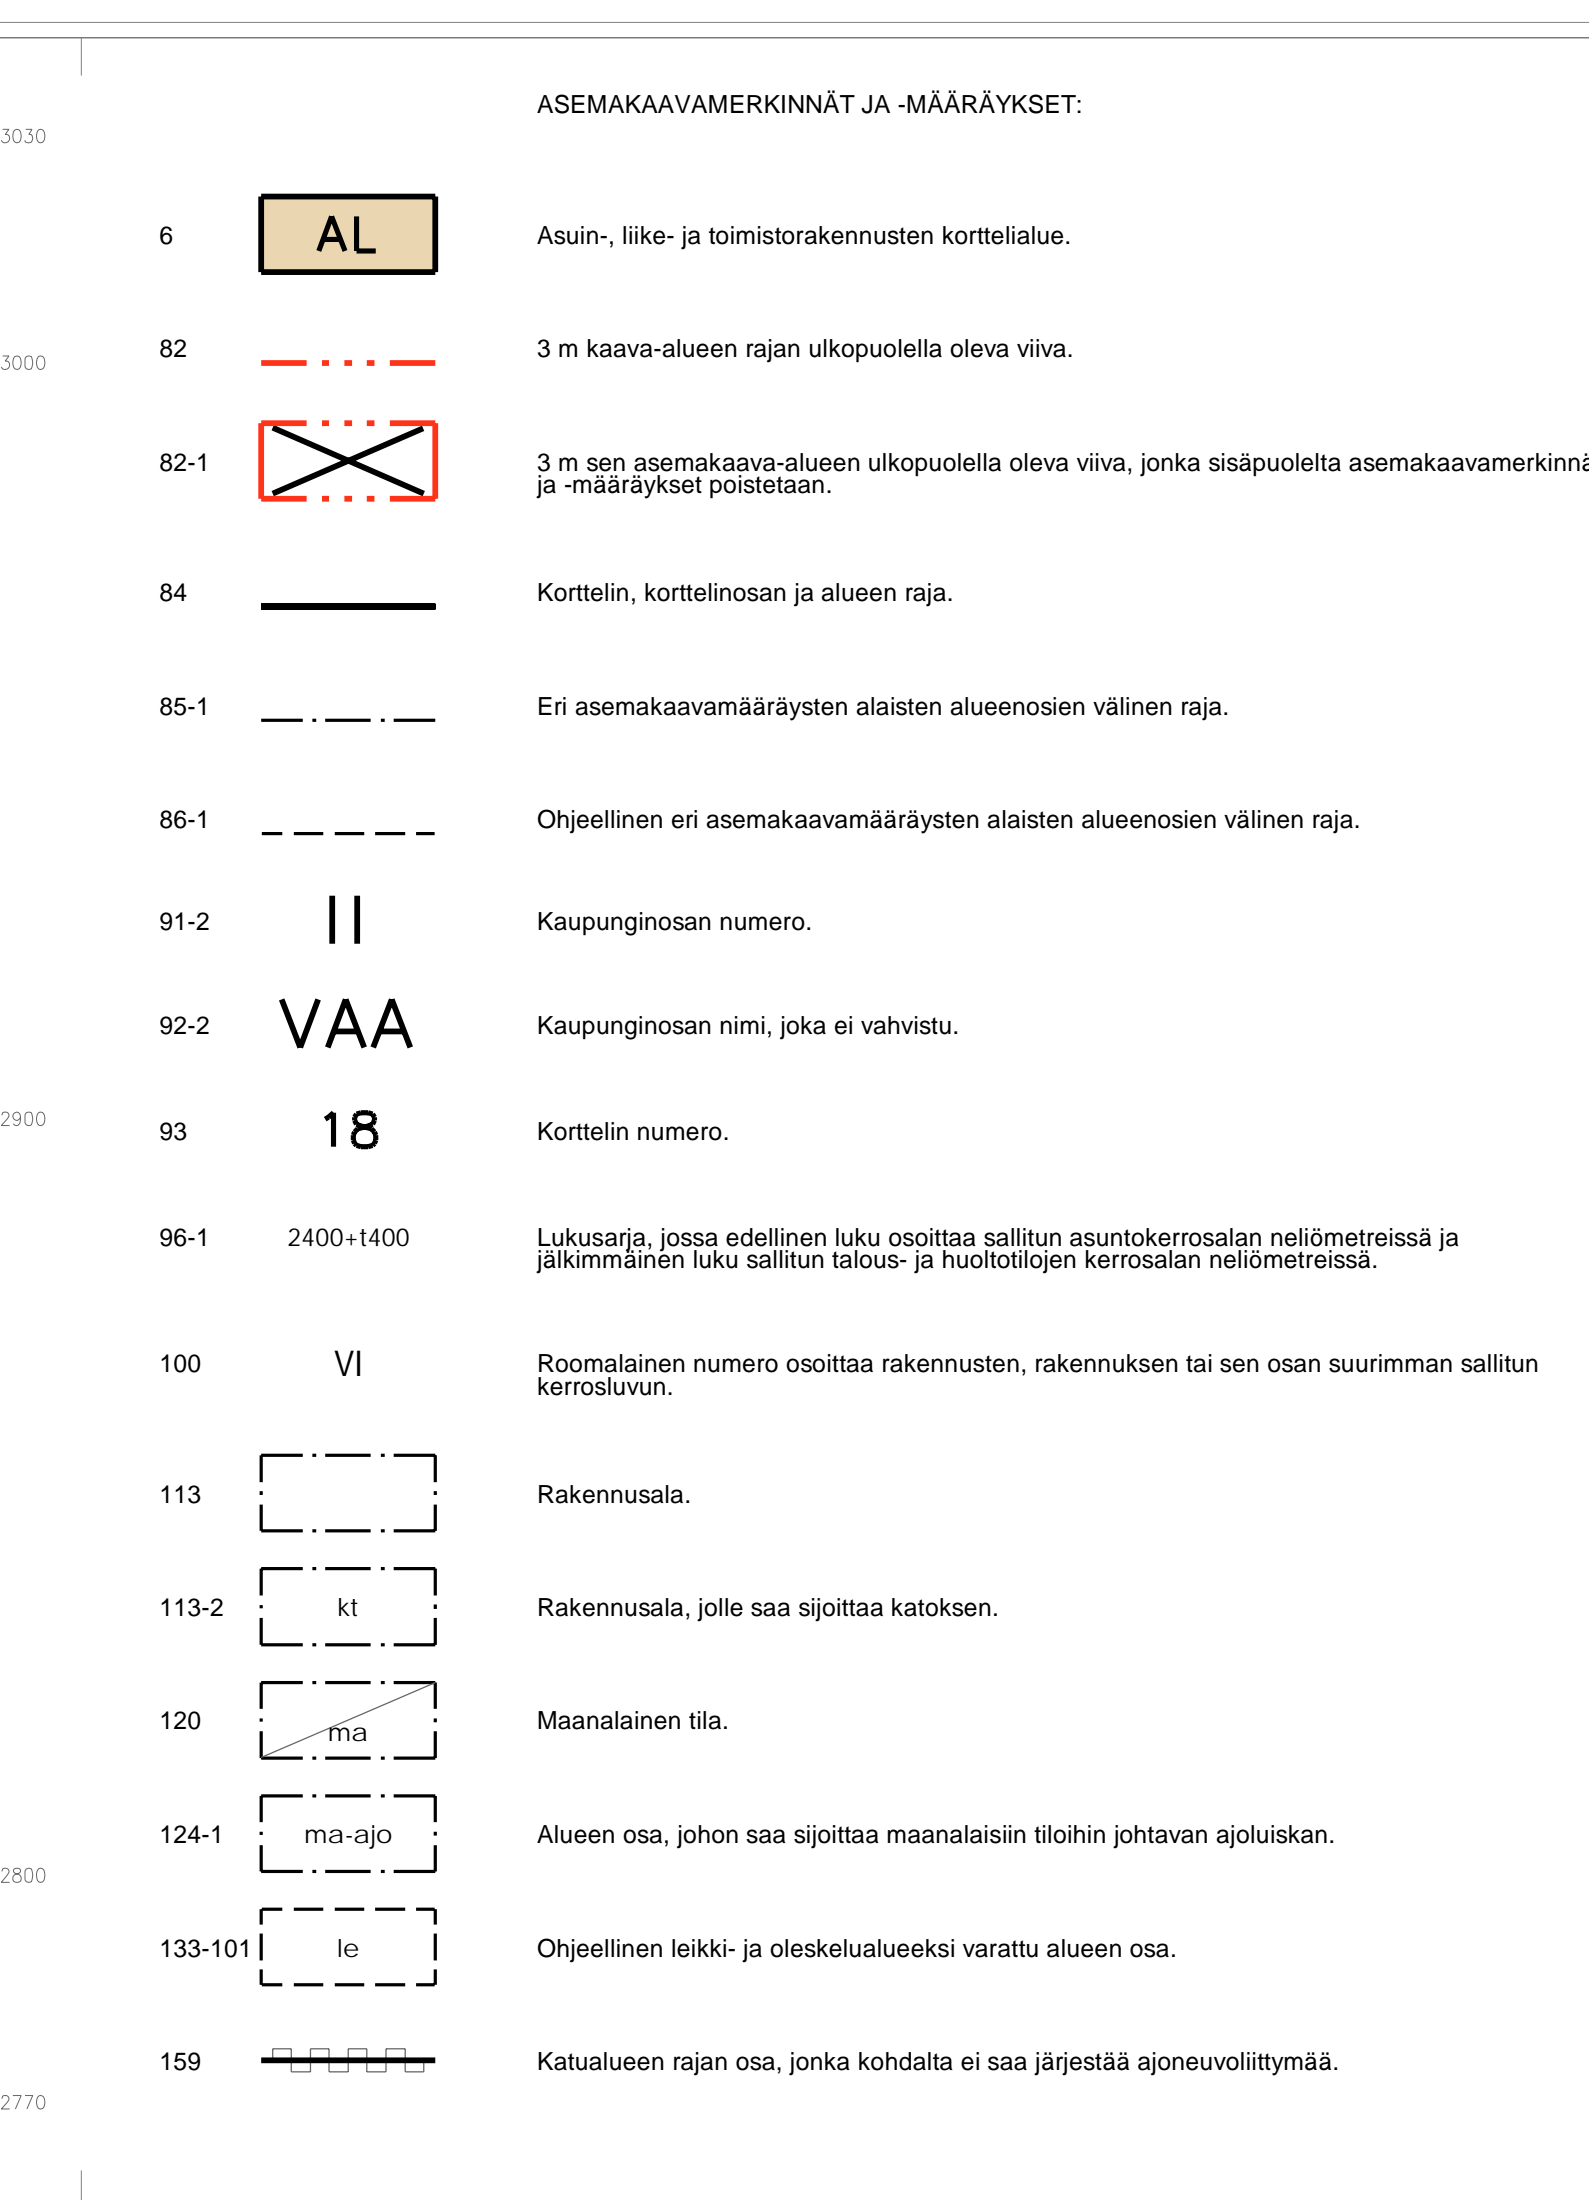 ASEMAKAAVAMERKINNÄT JA -MÄÄRÄYKSET:
3030
6 AL Asuin-, liike- ja toimistorakennusten korttelialue.
82 3 m kaava-alueen rajan ulkopuolella oleva viiva.
3000
82-1 3 m sen asemakaava-alueen ulkopuolella oleva viiva, jonka sisäpuolelta asemakaavamerkinnä
ja -määräykset poistetaan.
84 Korttelin, korttelinosan ja alueen raja.
85-1 Eri asemakaavamääräysten alaisten alueenosien välinen raja.
86-1 Ohjeellinen eri asemakaavamääräysten alaisten alueenosien välinen raja.
91-2 II Kaupunginosan numero.
92-2 VAA Kaupunginosan nimi, joka ei vahvistu.
2900
93 18 Korttelin numero.
96-1 2400+t400 Lukusarja, jossa edellinen luku osoittaa sallitun asuntokerrosalan neliömetreissä ja
jälkimmäinen luku sallitun talous- ja huoltotilojen kerrosalan neliömetreissä.
100 VI Roomalainen numero osoittaa rakennusten, rakennuksen tai sen osan suurimman sallitun
kerrosluvun.
113 Rakennusala.
113-2 kt Rakennusala, jolle saa sijoittaa katoksen.
120 ma Maanalainen tila.
124-1 ma-ajo Alueen osa, johon saa sijoittaa maanalaisiin tiloihin johtavan ajoluiskan.
2800
133-101 le Ohjeellinen leikki- ja oleskelualueeksi varattu alueen osa.
159 Katualueen rajan osa, jonka kohdalta ei saa järjestää ajoneuvoliittymää.
2770